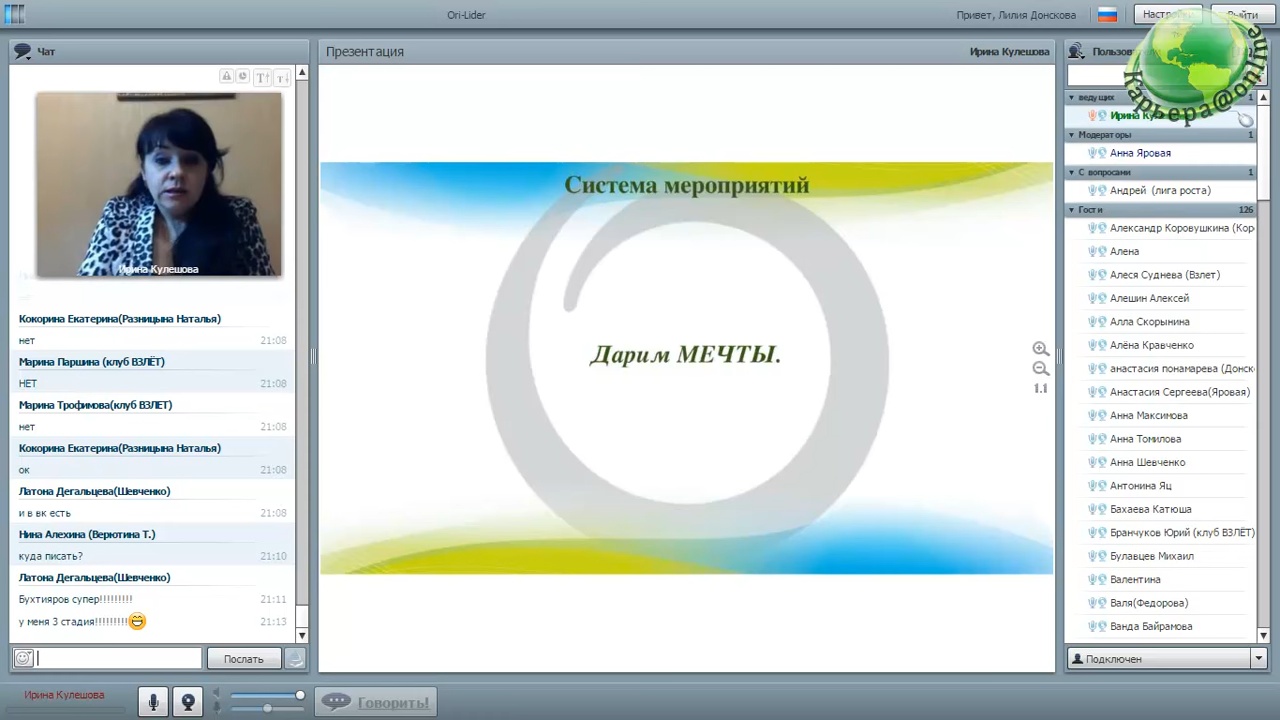 Ori-Lider
Привет, Лилия Донскова
Выйти
Чат
Презентация
Ирина Кулешова
карьера@online
Ирина Кулешова
Кокорина Екатерина(Разницына Наталья)
нет 21:08
Марина Паршина (клуб ВЗЛЁТ)
НЕТ 21:08
Марина Трофимова(клуб ВЗЛЕТ)
нет 21:08
Кокорина Екатерина(Разницына Наталья)
ок 21:08
Латона Дегальцева(Шевченко)
и в вк есть 21:08
Нина Алехина (Верютина Т.)
куда писать? 21:10
Латона Дегальцева(Шевченко)
Бухтияров супер!!!!!!!!! 21:11
у меня 3 стадия!!!!!!!!! 21:13
Послать
Ирина Кулешова
Говорить!
Система мероприятий
Дарим МЕЧТЫ.
1.1
ведущих 1
Ирина Ку
Модераторы 1
Анна Яровая
С вопросами 1
Андрей (лига роста)
Гости 126
Александр Коровушкина (Кор
Алена
Алеся Суднева (Взлет)
Алешин Алексей
Алла Скорынина
Алёна Кравченко
анастасия понамарева (Донск
Анастасия Сергеева(Яровая)
Анна Максимова
Анна Томилова
Анна Шевченко
Антонина Яц
Бахаева Катюша
Бранчуков Юрий (клуб ВЗЛЁТ)
Булавцев Михаил
Валентина
Валя(Федорова)
Ванда Байрамова
Подключен